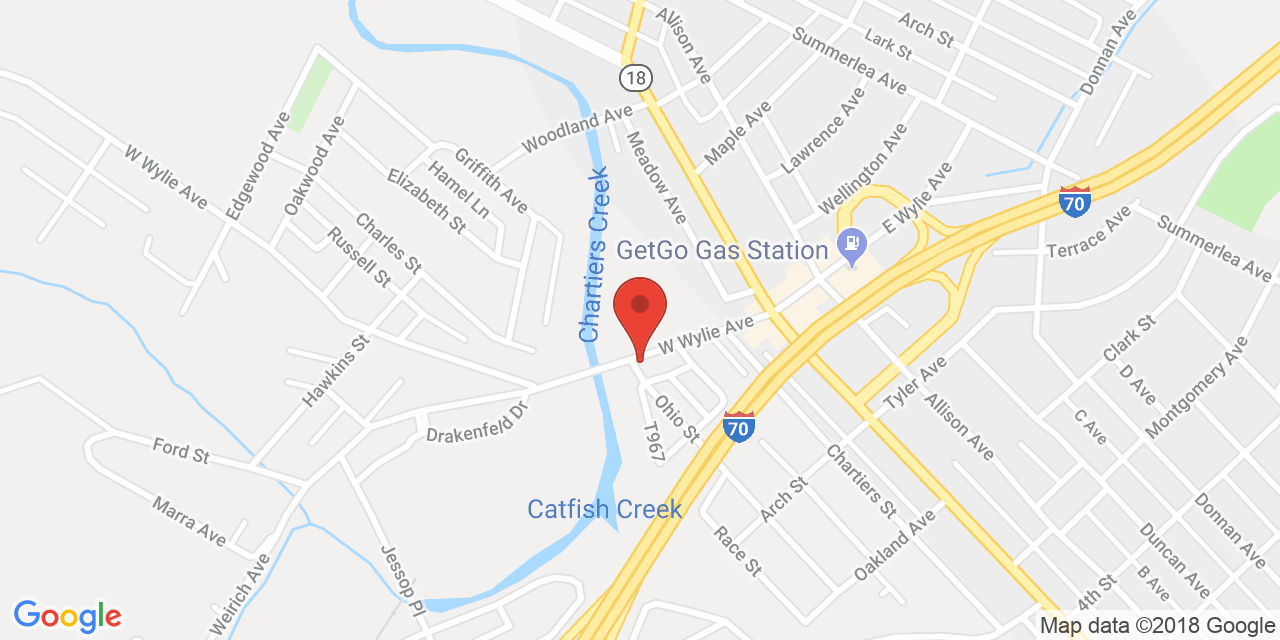 Allison Ave
Arch St
Lark St
Donnan Ave
Summerlea Ave
18
Woodland Ave
Maple Ave
Lawrence Ave
Meadow Ave
Wellington Ave
W Wylie Ave
Edgewood Ave
Oakwood Ave
Griffith Ave
Hamel Ln
Elizabeth St
Charles St
Russell St
Chartiers Creek
E Wylie Ave
70
Terrace Ave
Summerlea Ave
GetGo Gas Station
W Wylie Ave
Hawkins St
Clark St
D Ave
Tyler Ave
Montgomery Ave
Allison Ave
C Ave
Drakenfeld Dr
Ohio St
T967
70
Ford St
Chartiers St
Arch St
Marra Ave
Catfish Creek
Race St
Oakland Ave
Donnan Ave
Duncan Ave
B Ave
4th St
Jessop Pl
Weirich Ave
Google
Map data ©2018 Google